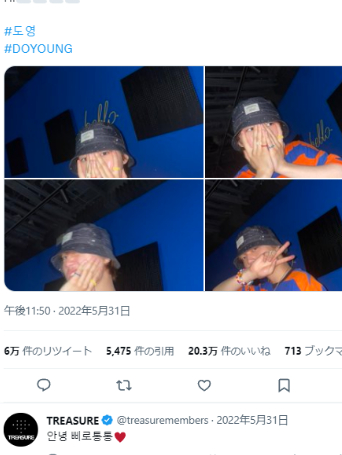 #도영
#DOYOUNG
hello
hello
午後11:50 · 2022年5月31日
6万 件のリツイート 5,475 件の引用 20.3万 件のいいね 713 ブックマ
TREASURE @treasuremembers · 2022年5月31日
TREASURE
안녕 삐로통통♥